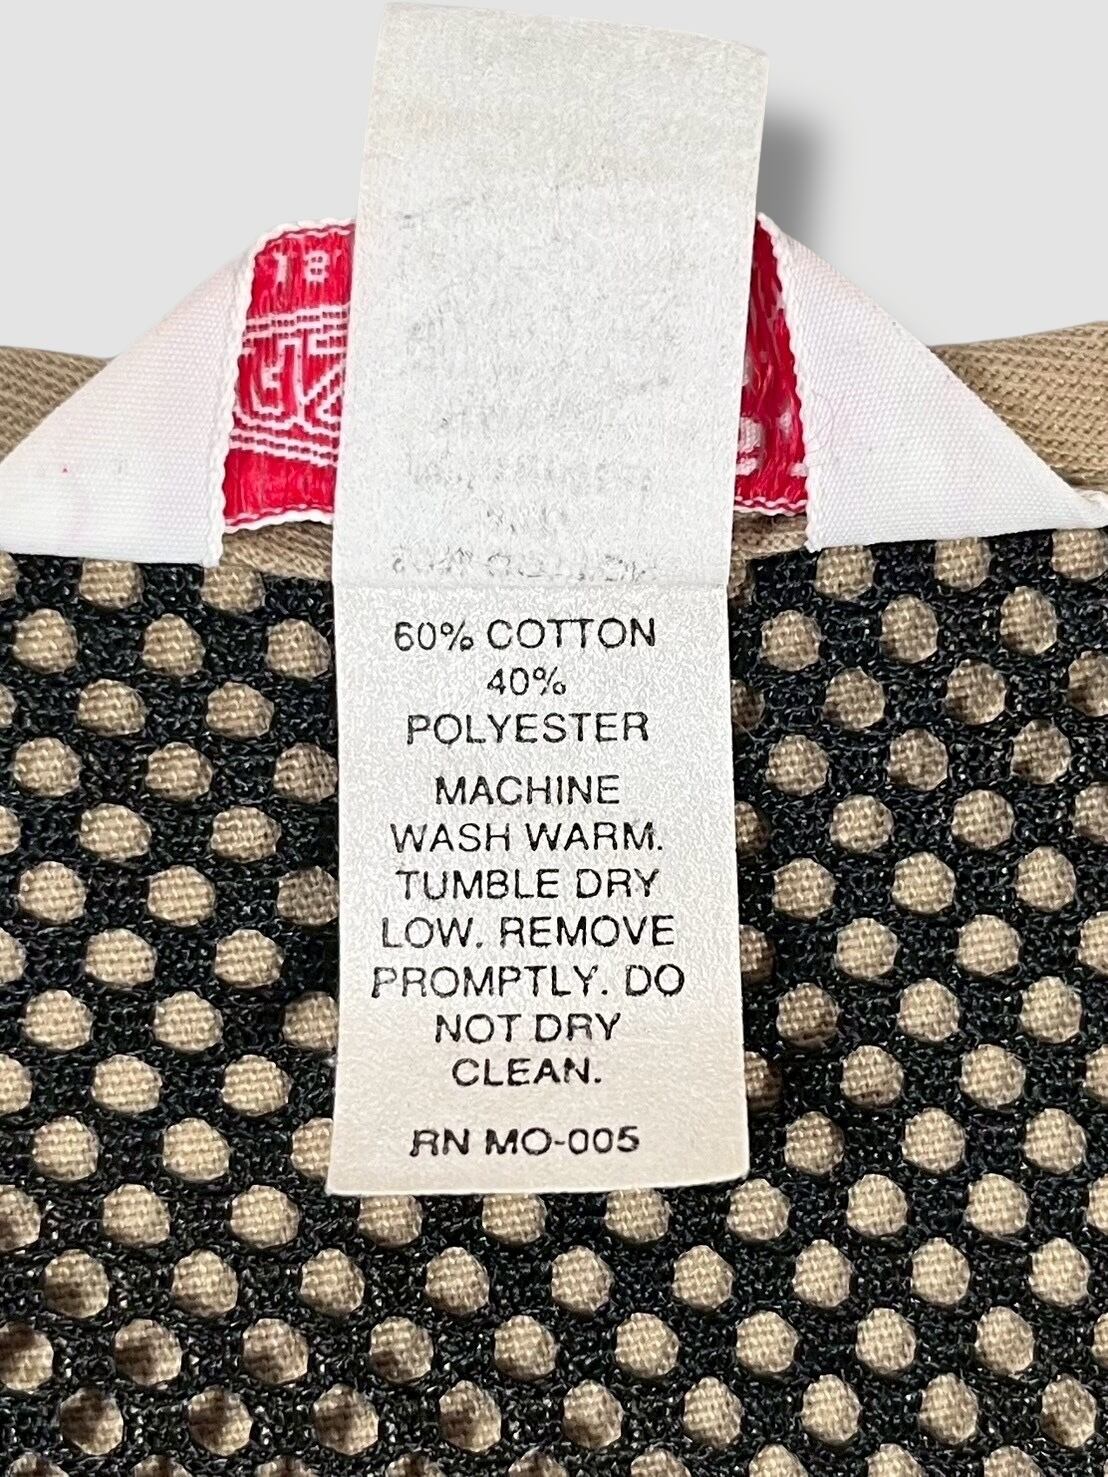 60% COTTON
40%
POLYESTER
MACHINE
WASH WARM.
TUMBLE DRY
LOW. REMOVE
PROMPTLY. DO
NOT DRY
CLEAN.
RN MO-005